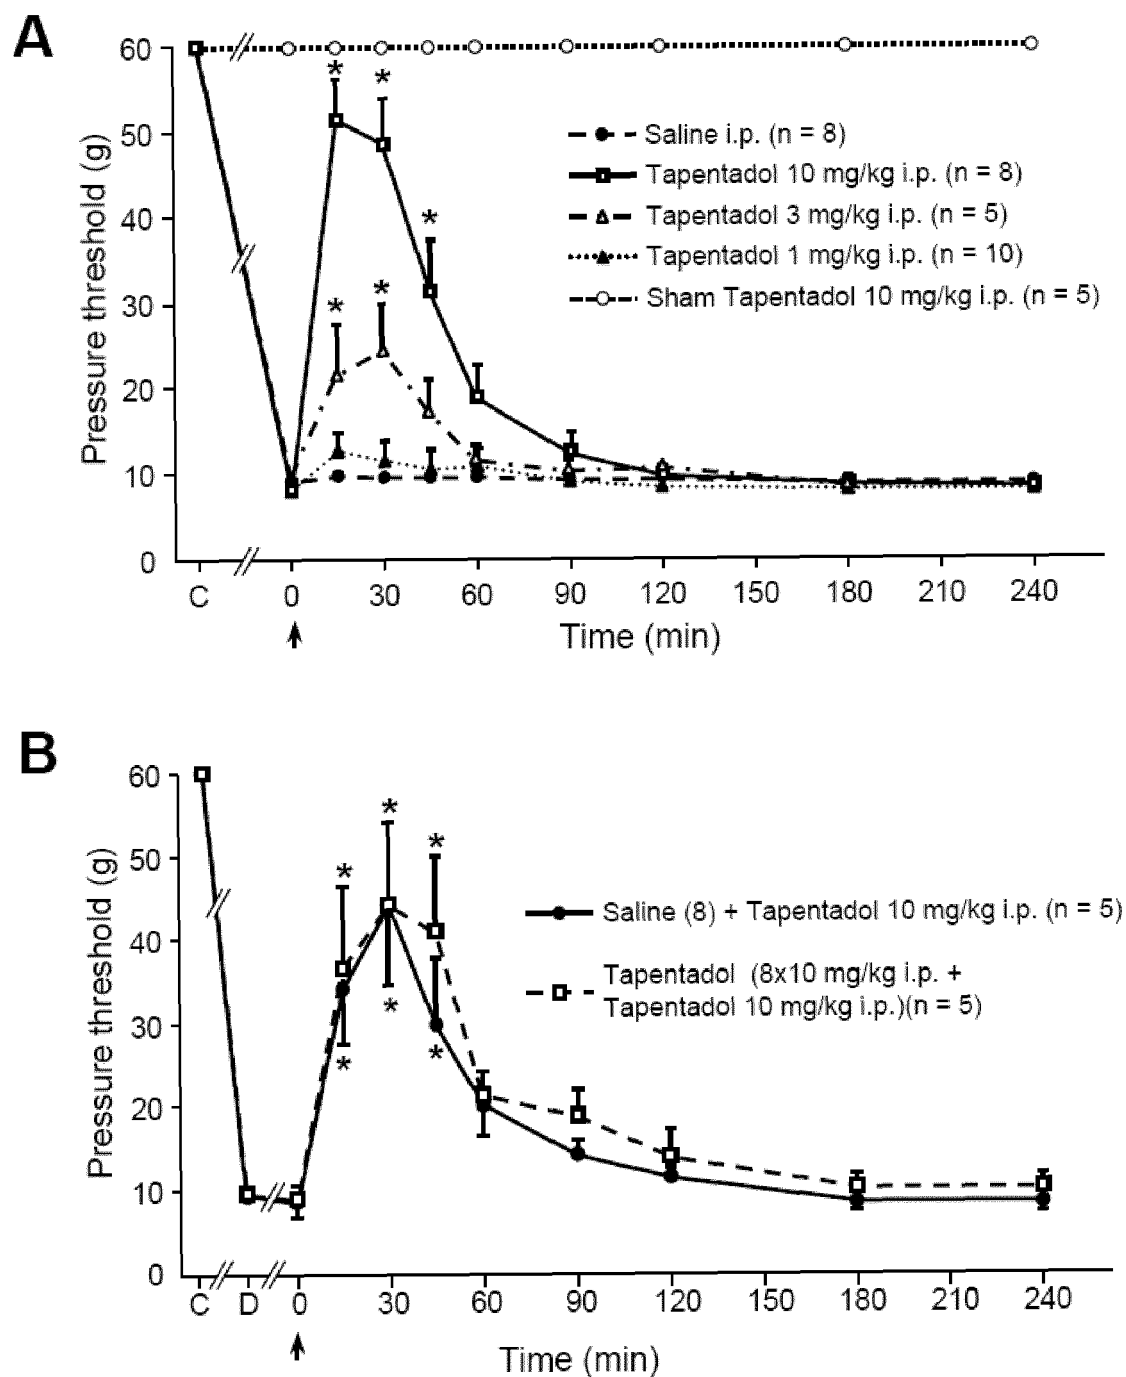 A
60
50
40
30
20
10
0
Pressure threshold (g)
* * *
* *
Saline i.p. (n = 8)
Tapentadol 10 mg/kg i.p. (n = 8)
Tapentadol 3 mg/kg i.p. (n = 5)
Tapentadol 1 mg/kg i.p. (n = 10)
Sham Tapentadol 10 mg/kg i.p. (n = 5)
C 0 30 60 90 120 150 180 210 240
Time (min)
B
60
50
40
30
20
10
0
Pressure threshold (g)
* * *
* * *
Saline (8) + Tapentadol 10 mg/kg i.p. (n = 5)
Tapentadol (8x10 mg/kg i.p. +
Tapentadol 10 mg/kg i.p.)(n = 5)
C D 0 30 60 90 120 150 180 210 240
Time (min)